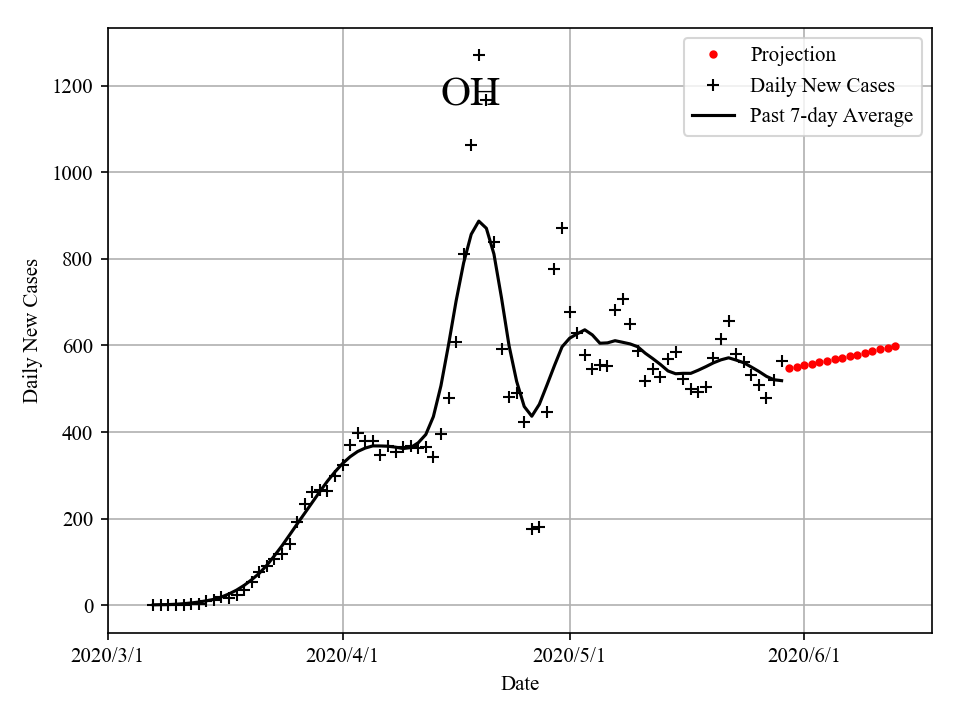 OH
Projection
Daily New Cases
Past 7-day Average
1200
1000
800
600
400
200
0
Daily New Cases
2020/3/1
2020/4/1
2020/5/1
2020/6/1
Date